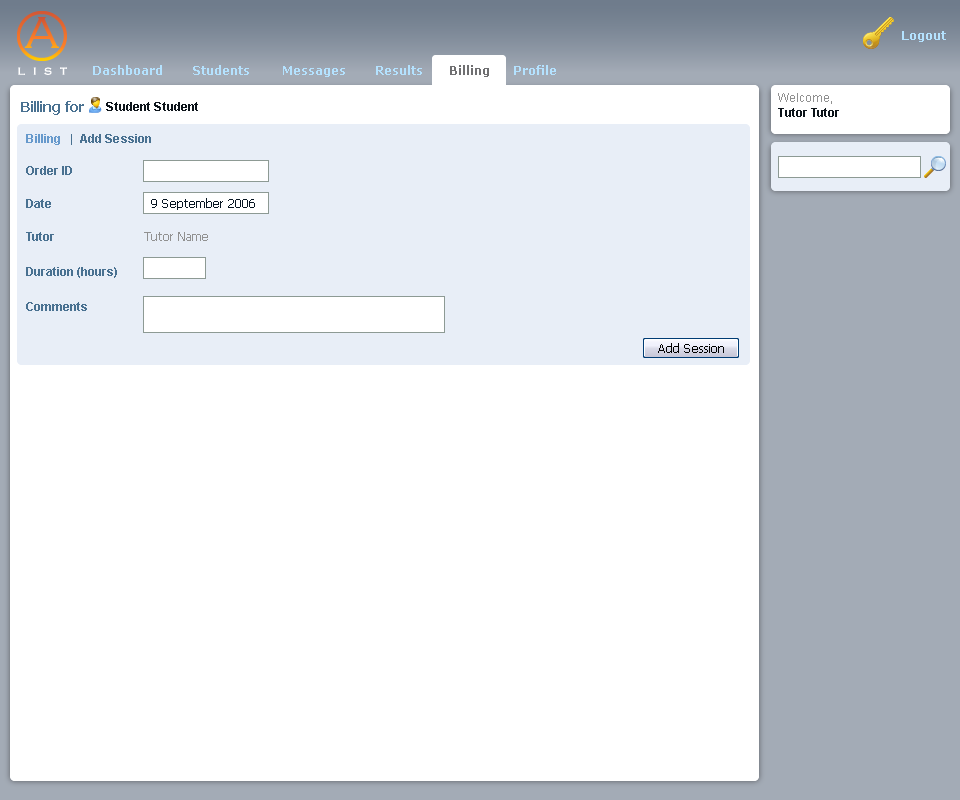 A
LIST
Dashboard Students Messages Results Billing Profile
Logout
Billing for Student Student
Billing | Add Session
Order ID
Date 9 September 2006
Tutor Tutor Name
Duration (hours)
Comments
Add Session
Welcome,
Tutor Tutor